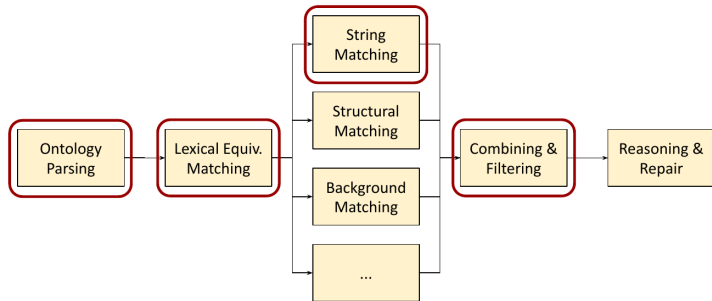 Ontology
Parsing
Lexical Equiv.
Matching
String
Matching
Structural
Matching
Background
Matching
...
Combining &
Filtering
Reasoning &
Repair